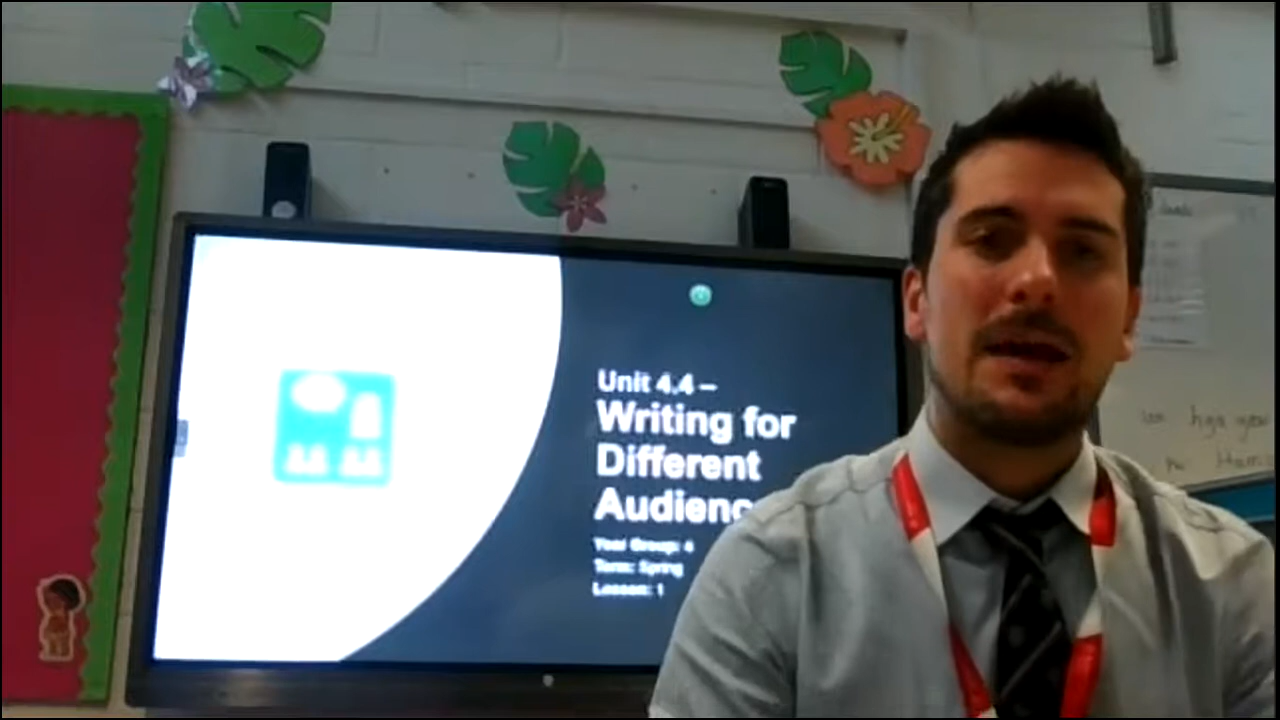 Unit 4.4 –
Writing for
Different
Audienc
Year Group: 4
Term: Spring
Lesson: 1